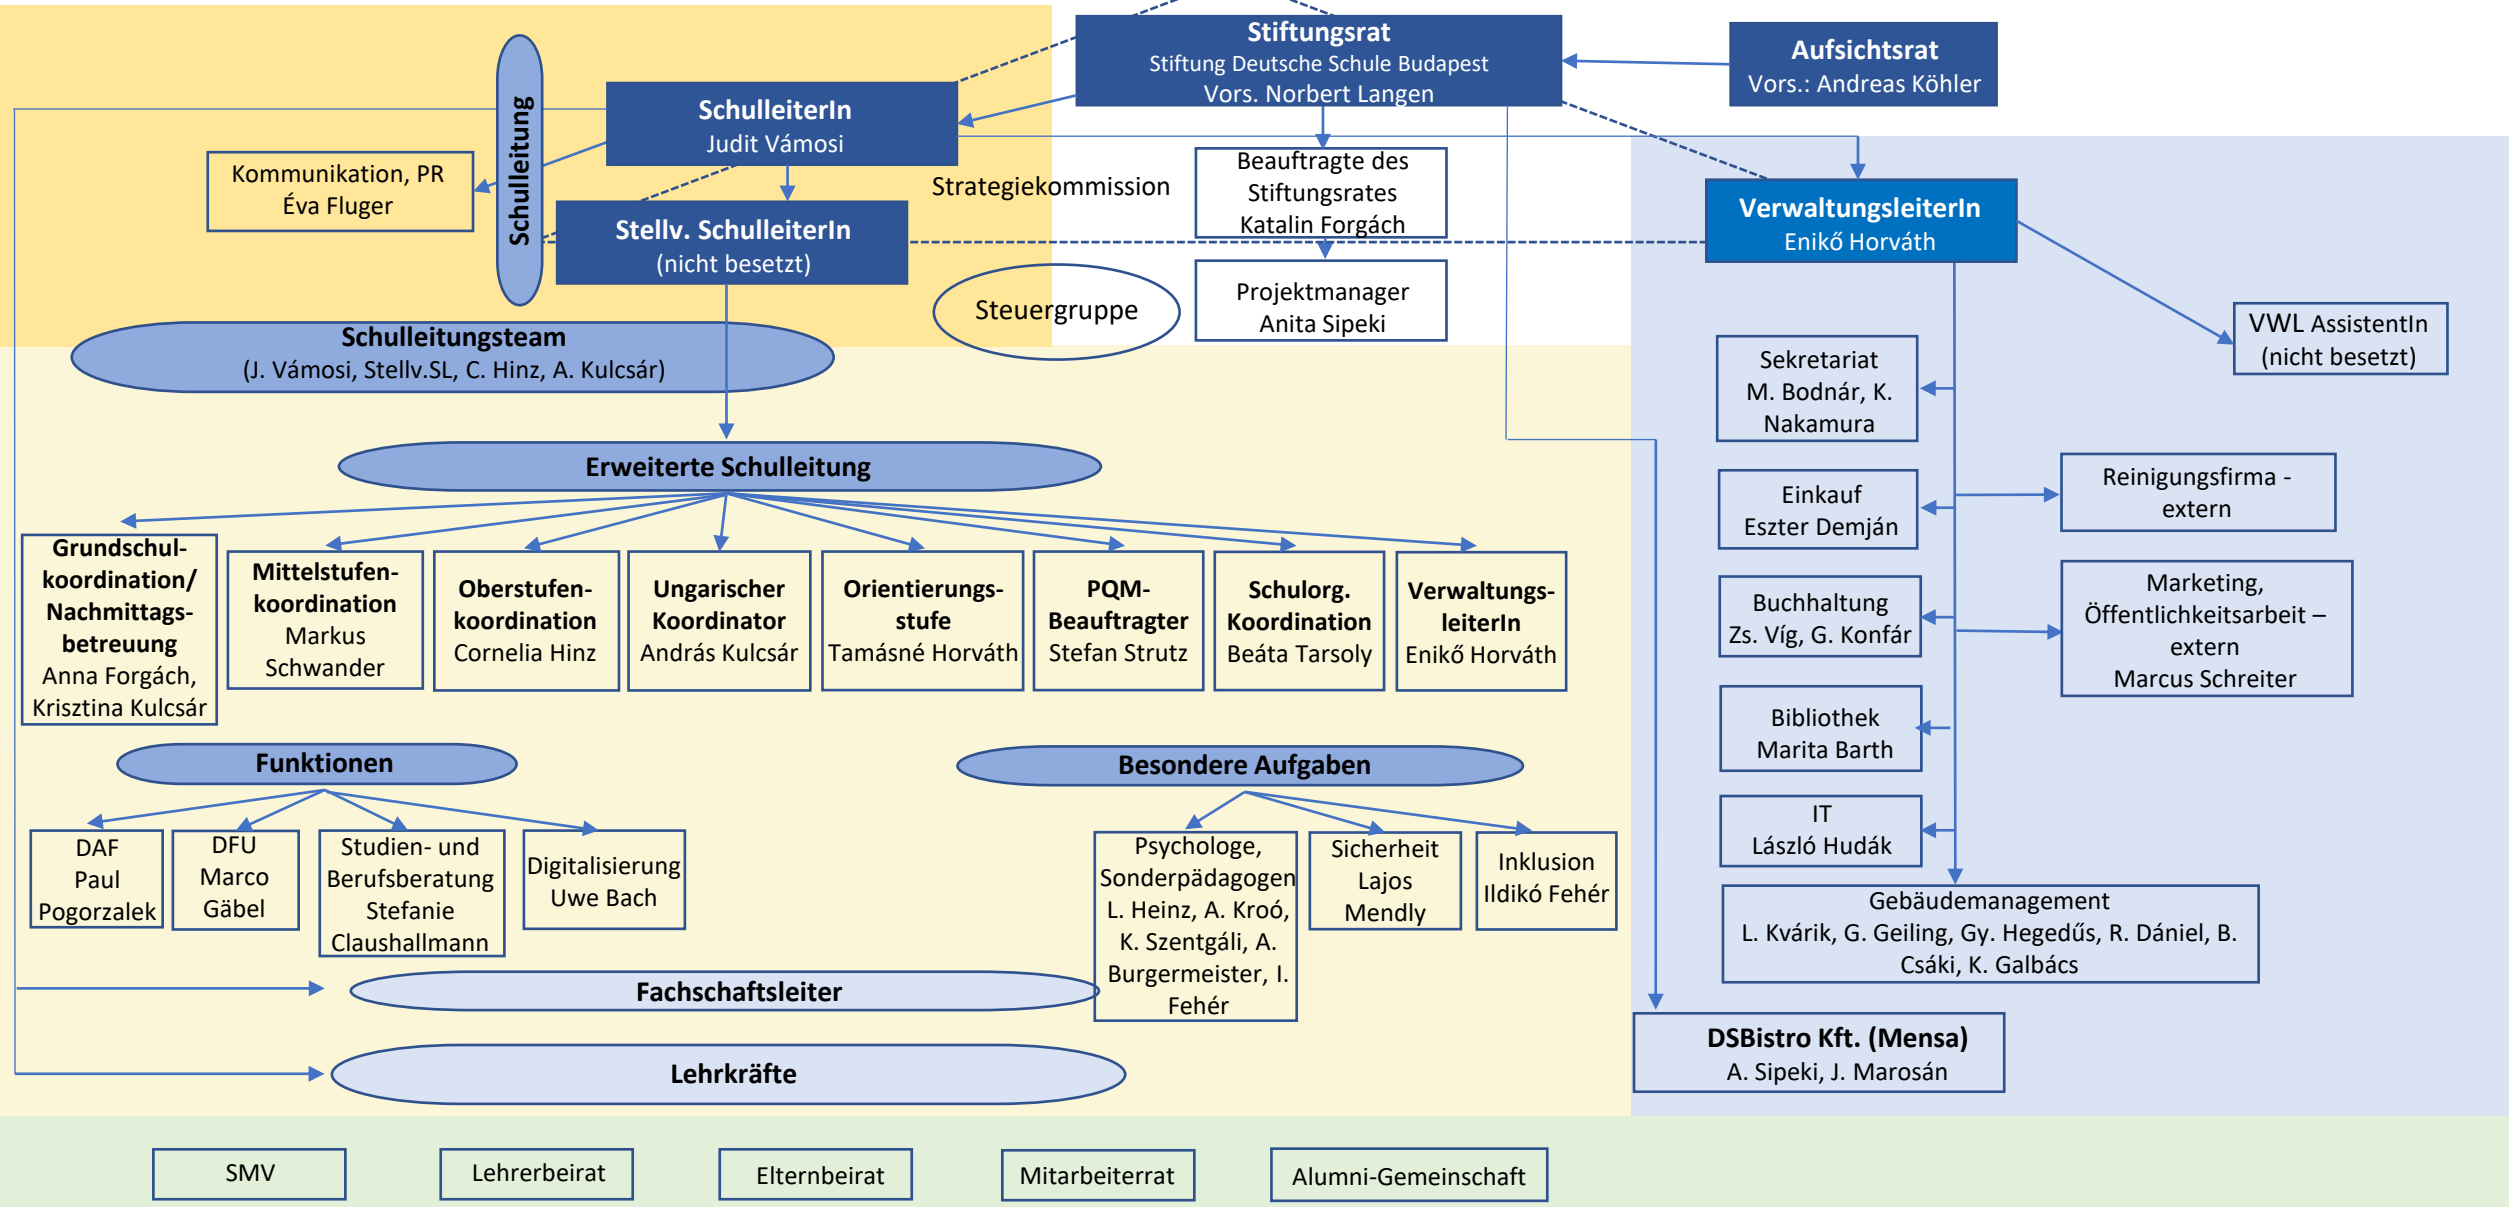 Stiftungsrat
Stiftung Deutsche Schule Budapest
Vors. Norbert Langen
Aufsichtsrat
Vors.: Andreas Köhler
Schulleitung
SchulleiterIn
Judit Vámosi
Kommunikation, PR
Éva Fluger
Stellv. SchulleiterIn
(nicht besetzt)
Strategiekommission
Beauftragte des
Stiftungsrates
Katalin Forgách
VerwaltungsleiterIn
Enikő Horváth
Steuergruppe
Projektmanager
Anita Sipeki
VWL AssistentIn
(nicht besetzt)
Schulleitungsteam
(J. Vámosi, Stellv.SL, C. Hinz, A. Kulcsár)
Sekretariat
M. Bodnár, K.
Nakamura
Erweiterte Schulleitung
Einkauf
Eszter Demján
Reinigungsfirma -
extern
Grundschul-
koordination/
Nachmittags-
betreuung
Anna Forgách,
Krisztina Kulcsár
Mittelstufen-
koordination
Markus
Schwander
Oberstufen-
koordination
Cornelia Hinz
Ungarischer
Koordinator
András Kulcsár
Orientierungs-
stufe
Tamásné Horváth
PQM-
Beauftragter
Stefan Strutz
Schulorg.
Koordination
Beáta Tarsoly
Verwaltungs-
leiterIn
Enikő Horváth
Buchhaltung
Zs. Víg, G. Konfár
Marketing,
Öffentlichkeitsarbeit –
extern
Marcus Schreiter
Bibliothek
Marita Barth
Funktionen
Besondere Aufgaben
IT
László Hudák
DAF
Paul
Pogorzalek
DFU
Marco
Gäbel
Studien- und
Berufsberatung
Stefanie
Claushallmann
Digitalisierung
Uwe Bach
Psychologe,
Sonderpädagogen
L. Heinz, A. Kroó,
K. Szentgáli, A.
Burgermeister, I.
Fehér
Sicherheit
Lajos
Mendly
Inklusion
Ildikó Fehér
Gebäudemanagement
L. Kvárik, G. Geiling, Gy. Hegedűs, R. Dániel, B.
Csáki, K. Galbács
Fachschaftsleiter
DSBistro Kft. (Mensa)
A. Sipeki, J. Marosán
Lehrkräfte
SMV
Lehrerbeirat
Elternbeirat
Mitarbeiterrat
Alumni-Gemeinschaft